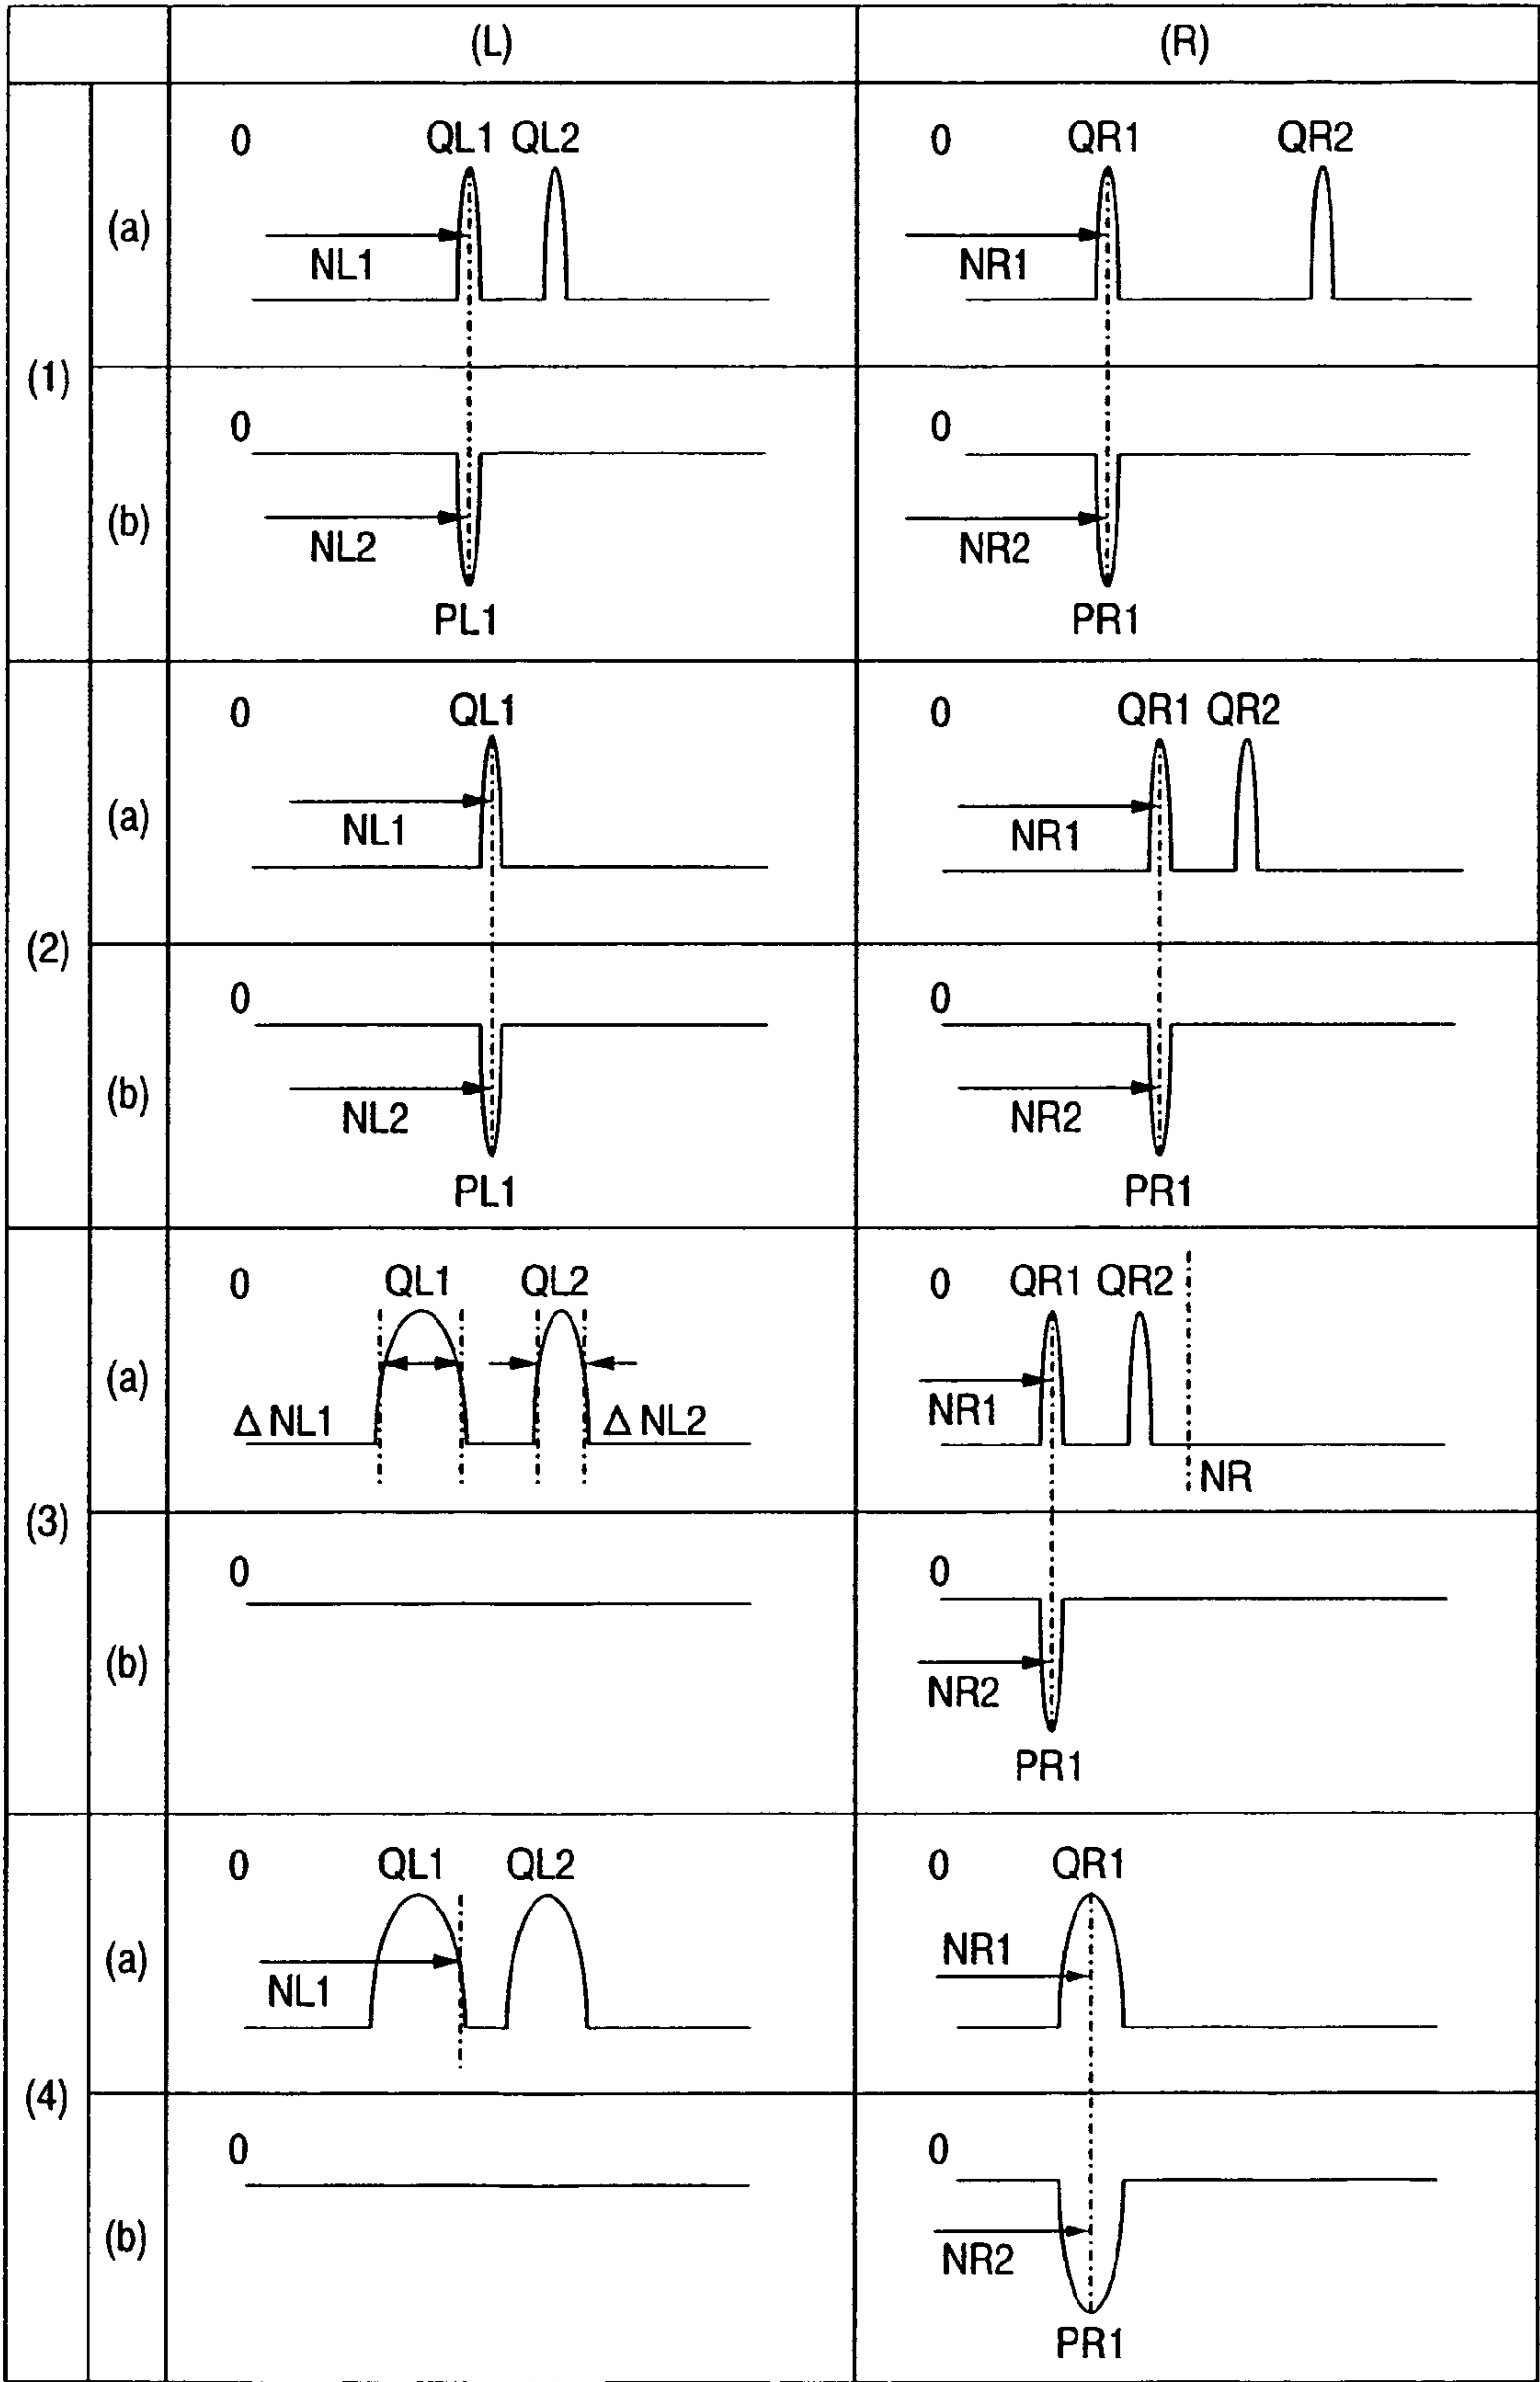 (L) (R)
0 QL1 QL2 0 QR1 QR2
(a)
NL1 NR1
(1)
0 0
(b)
NL2 NR2
PL1 PR1
0 QL1 0 QR1 QR2
(a)
NL1 NR1
(2)
0 0
(b)
NL2 NR2
PL1 PR1
0 QL1 QL2 0 QR1 QR2
(a)
Δ NL1 Δ NL2 NR1
NR
(3)
0 0
(b)
NR2
PR1
0 QL1 QL2 0 QR1
(a)
NL1 NR1
(4)
0 0
(b)
NR2
PR1